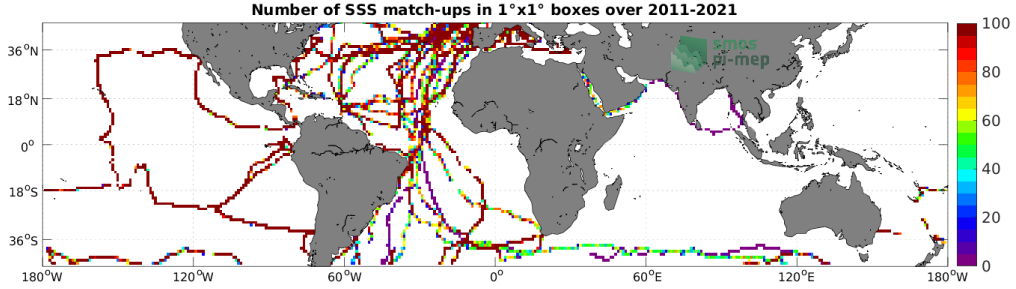 Number of SSS match-ups in 1°x1° boxes over 2011-2021
36°N
18°N
0°
18°S
36°S
180°W
120°W
60°W
0°
60°E
120°E
180°W
100
80
60
40
20
0
smos
pi-mep